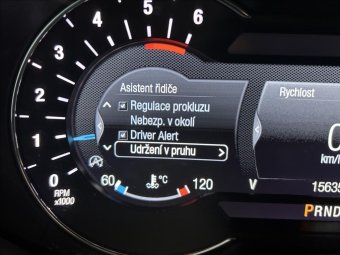 4 5 6
3
2
1
0
RPM
x1000
Asistent řidiče
Regulace prokluzu
Nebezp. v okolí
Driver Alert
Udržení v pruhu >
60 °C 120
Rychlost
0
km/
V
1563
PRND